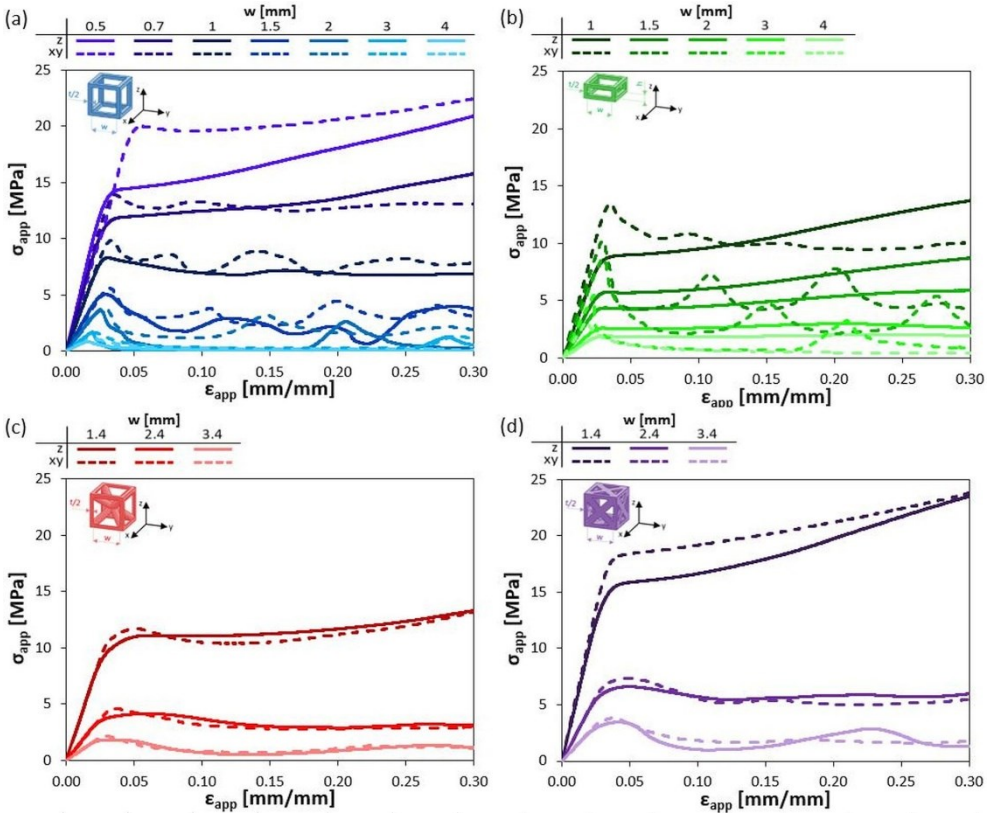 (a)
w [mm]
0.5 0.7 1 1.5 2 3 4
z
xy
25
20
15
10
5
0
σapp [MPa]
t/2
w
z
y
x
0.00 0.05 0.10 0.15 0.20 0.25 0.30
εapp [mm/mm]
(b)
w [mm]
1 1.5 2 3 4
z
xy
25
20
15
10
5
0
σapp [MPa]
t/2
h
w
z
y
x
0.00 0.05 0.10 0.15 0.20 0.25 0.30
εapp [mm/mm]
(c)
w [mm]
1.4 2.4 3.4
z
xy
25
20
15
10
5
0
σapp [MPa]
t/2
w
z
y
x
0.00 0.05 0.10 0.15 0.20 0.25 0.30
εapp [mm/mm]
(d)
w [mm]
1.4 2.4 3.4
z
xy
25
20
15
10
5
0
σapp [MPa]
t/2
w
z
y
x
0.00 0.05 0.10 0.15 0.20 0.25 0.30
εapp [mm/mm]